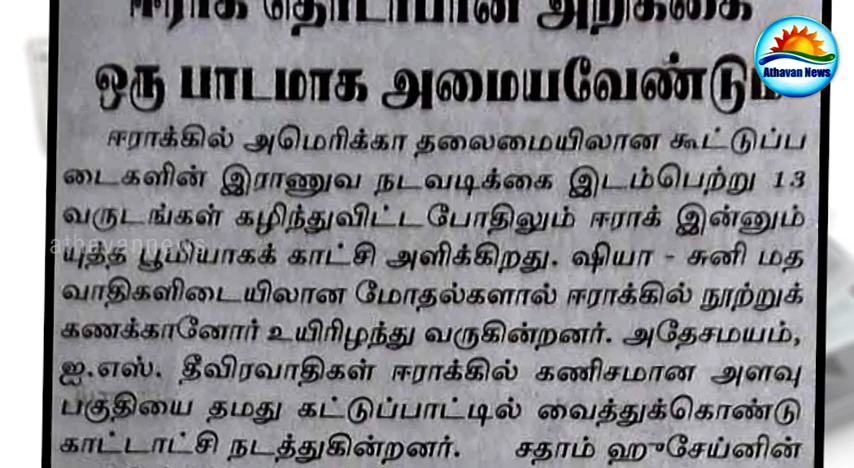 ஈராக் தொடர்பான அறிக்கை
ஒரு பாடமாக அமையவேண்டும்
Athavan News
ஈராக்கில் அமெரிக்கா தலைமையிலான கூட்டுப்ப
டைகளின் இராணுவ நடவடிக்கை இடம்பெற்று 13
வருடங்கள் கழிந்துவிட்டபோதிலும் ஈராக் இன்னும்
athavannews
யுத்த பூமியாகக் காட்சி அளிக்கிறது. ஷியா - சுனி மத
வாதிகளிடையிலான மோதல்களால் ஈராக்கில் நூற்றுக்
கணக்கானோர் உயிரிழந்து வருகின்றனர். அதேசமயம்,
ஐ.எஸ். தீவிரவாதிகள் ஈராக்கில் கணிசமான அளவு
பகுதியை தமது கட்டுப்பாட்டில் வைத்துக்கொண்டு
காட்டாட்சி நடத்துகின்றனர். சதாம் ஹுசேய்னின்